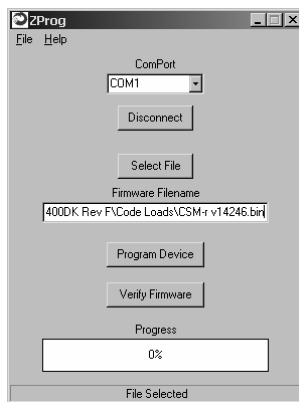 ZProg
File Help
ComPort
COM1
Disconnect
Select File
Firmware Filename
400DK Rev F\Code Loads\CSM-r v14246.bin
Program Device
Verify Firmware
Progress
0%
File Selected